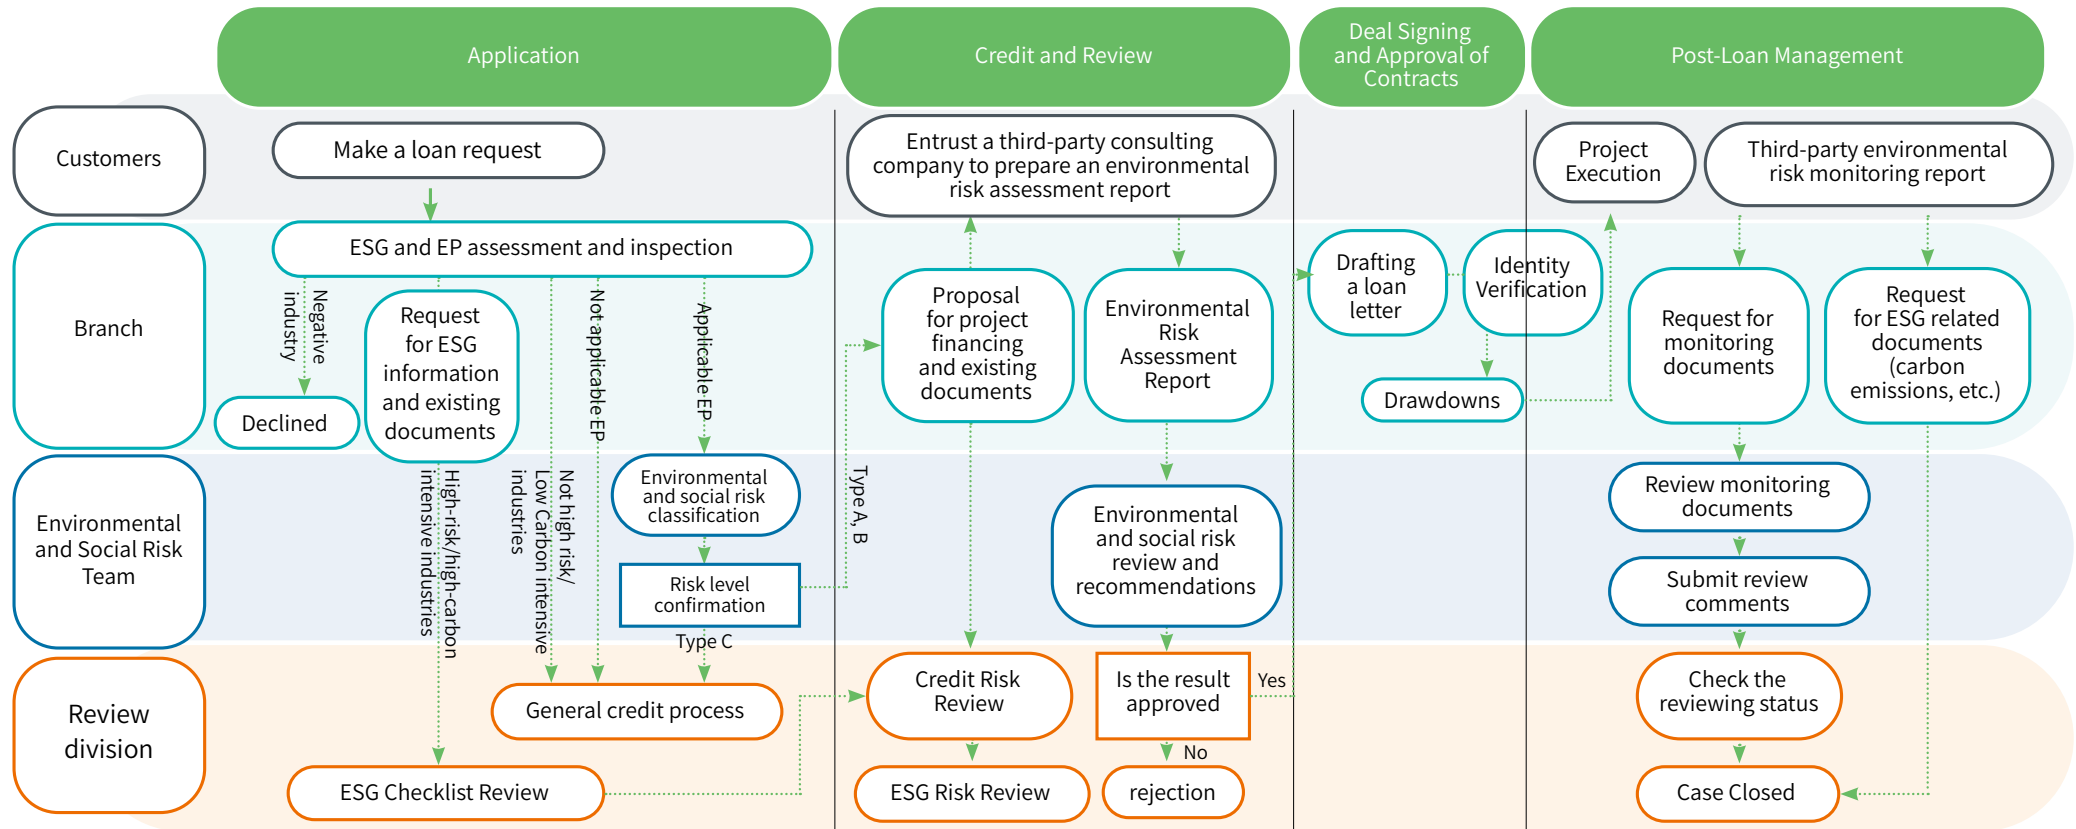 Application
Credit and Review
Deal Signing
and Approval of
Contracts
Post-Loan Management
Customers
Make a loan request
Entrust a third-party consulting
company to prepare an environmental
risk assessment report
Project
Execution
Third-party environmental
risk monitoring report
Branch
ESG and EP assessment and inspection
Negative
industry
Declined
Request
for ESG
information
and existing
documents
Not applicable EP
Applicable EP
Proposal
for project
financing
and existing
documents
Environmental
Risk
Assessment
Report
Drafting
a loan
letter
Identity
Verification
Drawdowns
Request for
monitoring
documents
Request
for ESG related
documents
(carbon
emissions, etc.)
Environmental
and Social Risk
Team
High-risk/high-carbon
intensive industries
Not high risk/
Low Carbon intensive
industries
Environmental
and social risk
classification
Risk level
confirmation
Type C
Type A, B
Environmental
and social risk
review and
recommendations
Review monitoring
documents
Submit review
comments
Review
division
General credit process
ESG Checklist Review
Credit Risk
Review
ESG Risk Review
Is the result
approved
Yes
No
rejection
Check the
reviewing status
Case Closed